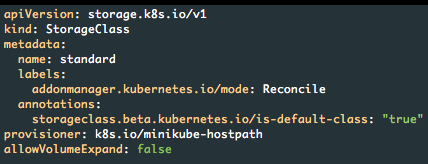 apiVersion: storage.k8s.io/v1
kind: StorageClass
metadata:
  name: standard
  labels:
    addonmanager.kubernetes.io/mode: Reconcile
  annotations:
    storageclass.beta.kubernetes.io/is-default-class: "true"
provisioner: k8s.io/minikube-hostpath
allowVolumeExpand: false